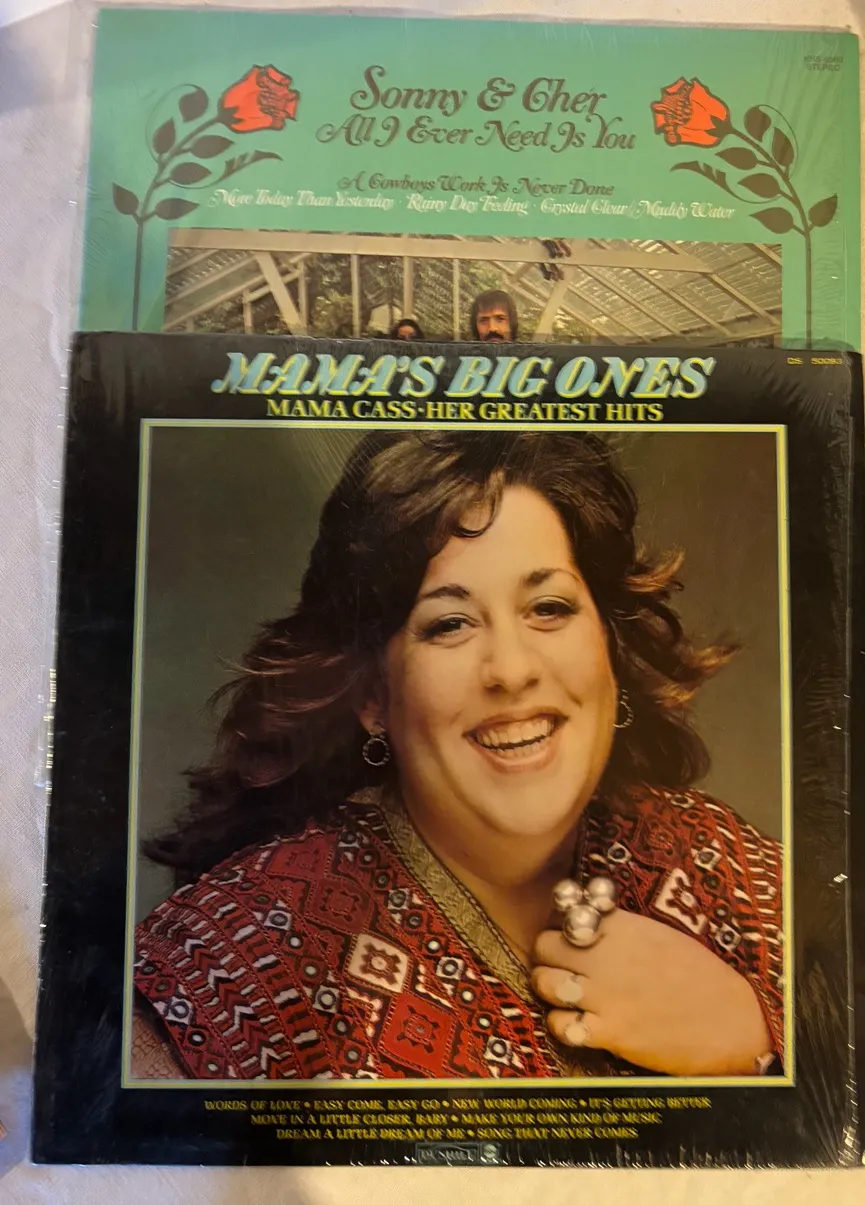 STEREO
Sonny & Cher
All I Ever Need Is You
A Cowboys Work Is Never Done
More Today Than Yesterday · Rainy Day Feeling · Crystal Clear/Muddy Water
DS 50093
MAMA'S BIG ONES
MAMA CASS·HER GREATEST HITS
WORDS OF LOVE • EASY COME, EASY GO • NEW WORLD COMING • IT'S GETTING BETTER
MOVE IN A LITTLE CLOSER, BABY • MAKE YOUR OWN KIND OF MUSIC
DREAM A LITTLE DREAM OF ME • SONG THAT NEVER COMES
DUNHILL